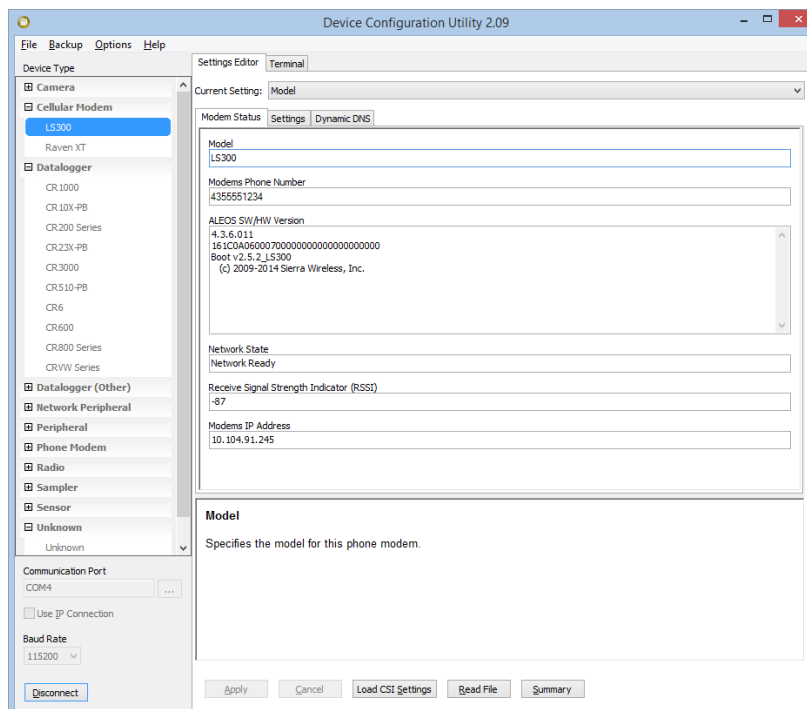 Device Configuration Utility 2.09
File Backup Options Help
Device Type
Camera
Cellular Modem
LS300
Raven XT
Datalogger
CR1000
CR10X-PB
CR200 Series
CR23X-PB
CR3000
CR510-PB
CR6
CR600
CR800 Series
CRVW Series
Datalogger (Other)
Network Peripheral
Peripheral
Phone Modem
Radio
Sampler
Sensor
Unknown
Unknown
Communication Port
COM4
...
Use IP Connection
Baud Rate
115200
Disconnect
Settings Editor Terminal
Current Setting: Model
Modem Status Settings Dynamic DNS
Model
LS300
Modems Phone Number
4355551234
ALEOS SW/HW Version
4.3.6.011
Boot v2.5.2_LS300
(c) 2009-2014 Sierra Wireless, Inc.
Network State
Network Ready
Receive Signal Strength Indicator (RSSI)
-87
Modems IP Address
10.104.91.245
Model
Specifies the model for this phone modem.
Apply Cancel Load CSI Settings Read File Summary